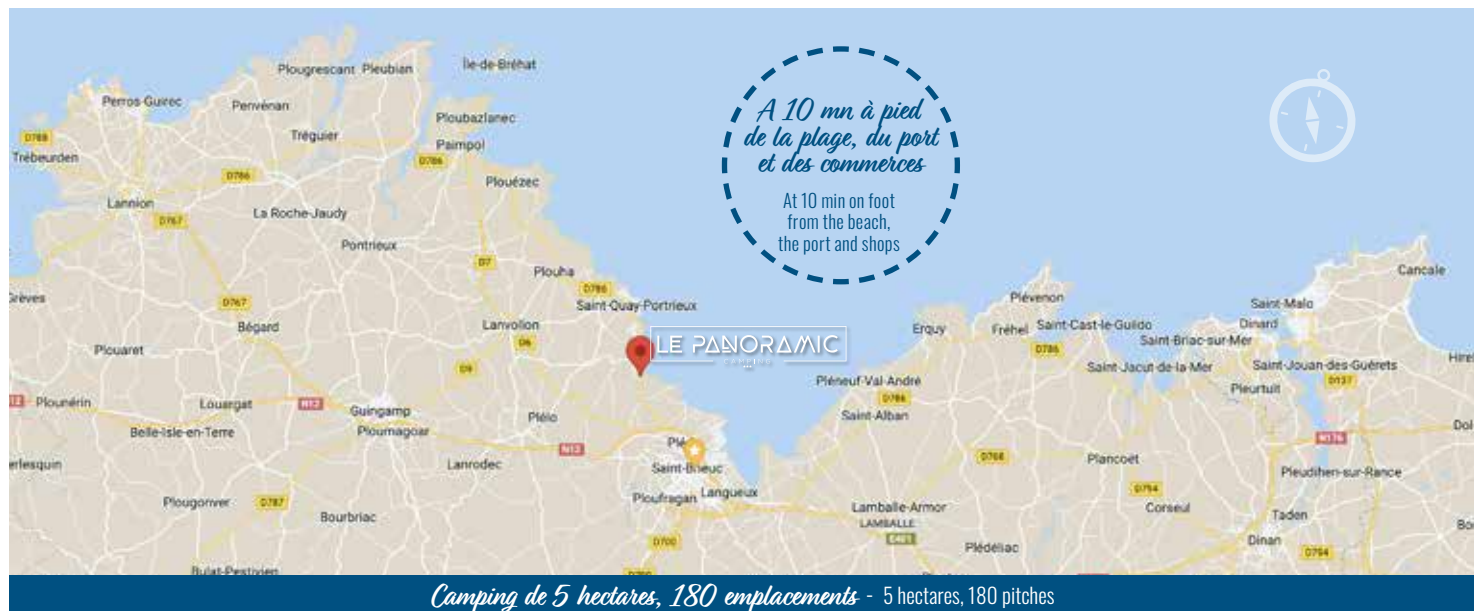 Plougrescant Pleubian
Île-de-Bréhat
Perros-Guirec
Penvénan
Ploubazlanec
D788
Trébeurden
Tréguier
Paimpol
D786
D786
Plouézec
Lannion
D767
La Roche-Jaudy
Pontrieux
D7
Plouha
D786
Saint-Quay-Portrieux
D767
Bégard
Lanvollon
D6
Plouaret
D9
Plounérin
Louargat
N12
Guingamp
Ploumagoar
Belle-Isle-en-Terre
Plélo
N12
Lanrodec
Saint-Brieuc
Plougonver
D787
Bourbriac
Ploufragan
Langueux
D700
Bulat-Pestivien
LE PANORAMIC
CAMPING
A 10 mn à pied
de la plage, du port
et des commerces
At 10 min on foot
from the beach,
the port and shops
Cancale
Plévenon
Saint-Malo
Erquy
Fréhel
Saint-Cast-le-Guildo
Dinard
Saint-Briac-sur-Mer
D786
Saint-Jacut-de-la-Mer
Saint-Jouan-des-Guérets
D137
Pleurtuit
Pléneuf-Val-André
D786
Saint-Alban
N176
D768
Plancoët
Pleudihen-sur-Rance
D794
Corseul
Lamballe-Armor
LAMBALLE
E401
Taden
Plédéliac
Dinan
D794
Camping de 5 hectares, 180 emplacements - 5 hectares, 180 pitches